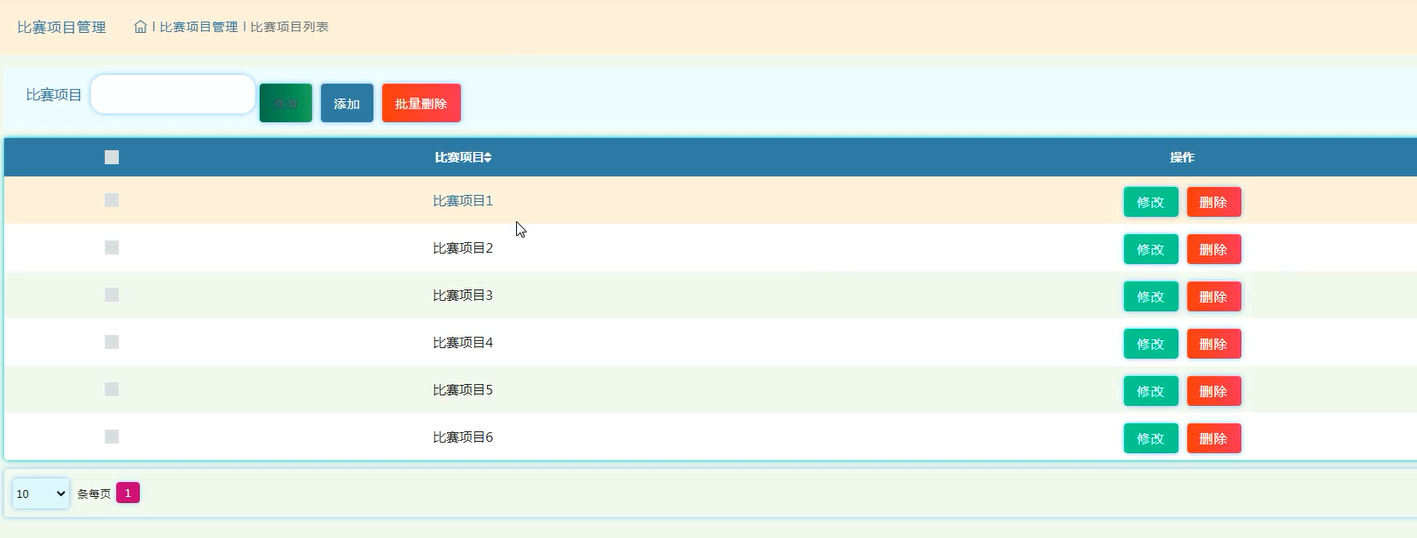 比赛项目管理 | 比赛项目管理 | 比赛项目列表
比赛项目 添加 批量删除
比赛项目 操作
比赛项目1 修改 删除
比赛项目2 修改 删除
比赛项目3 修改 删除
比赛项目4 修改 删除
比赛项目5 修改 删除
比赛项目6 修改 删除
10 条每页 1